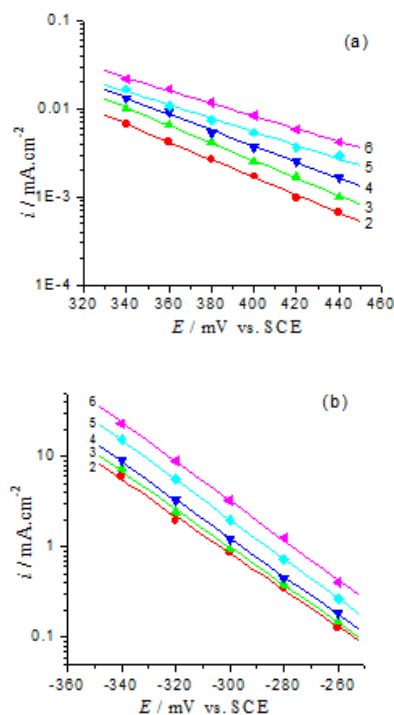 (a)
0.1
0.01
1E-3
1E-4
i / mA.cm-2
6
5
4
3
2
320 340 360 380 400 420 440 460
E / mV vs. SCE
(b)
6
5
4
3
2
10
1
0.1
i / mA.cm-2
-360 -340 -320 -300 -280 -260
E / mV vs. SCE